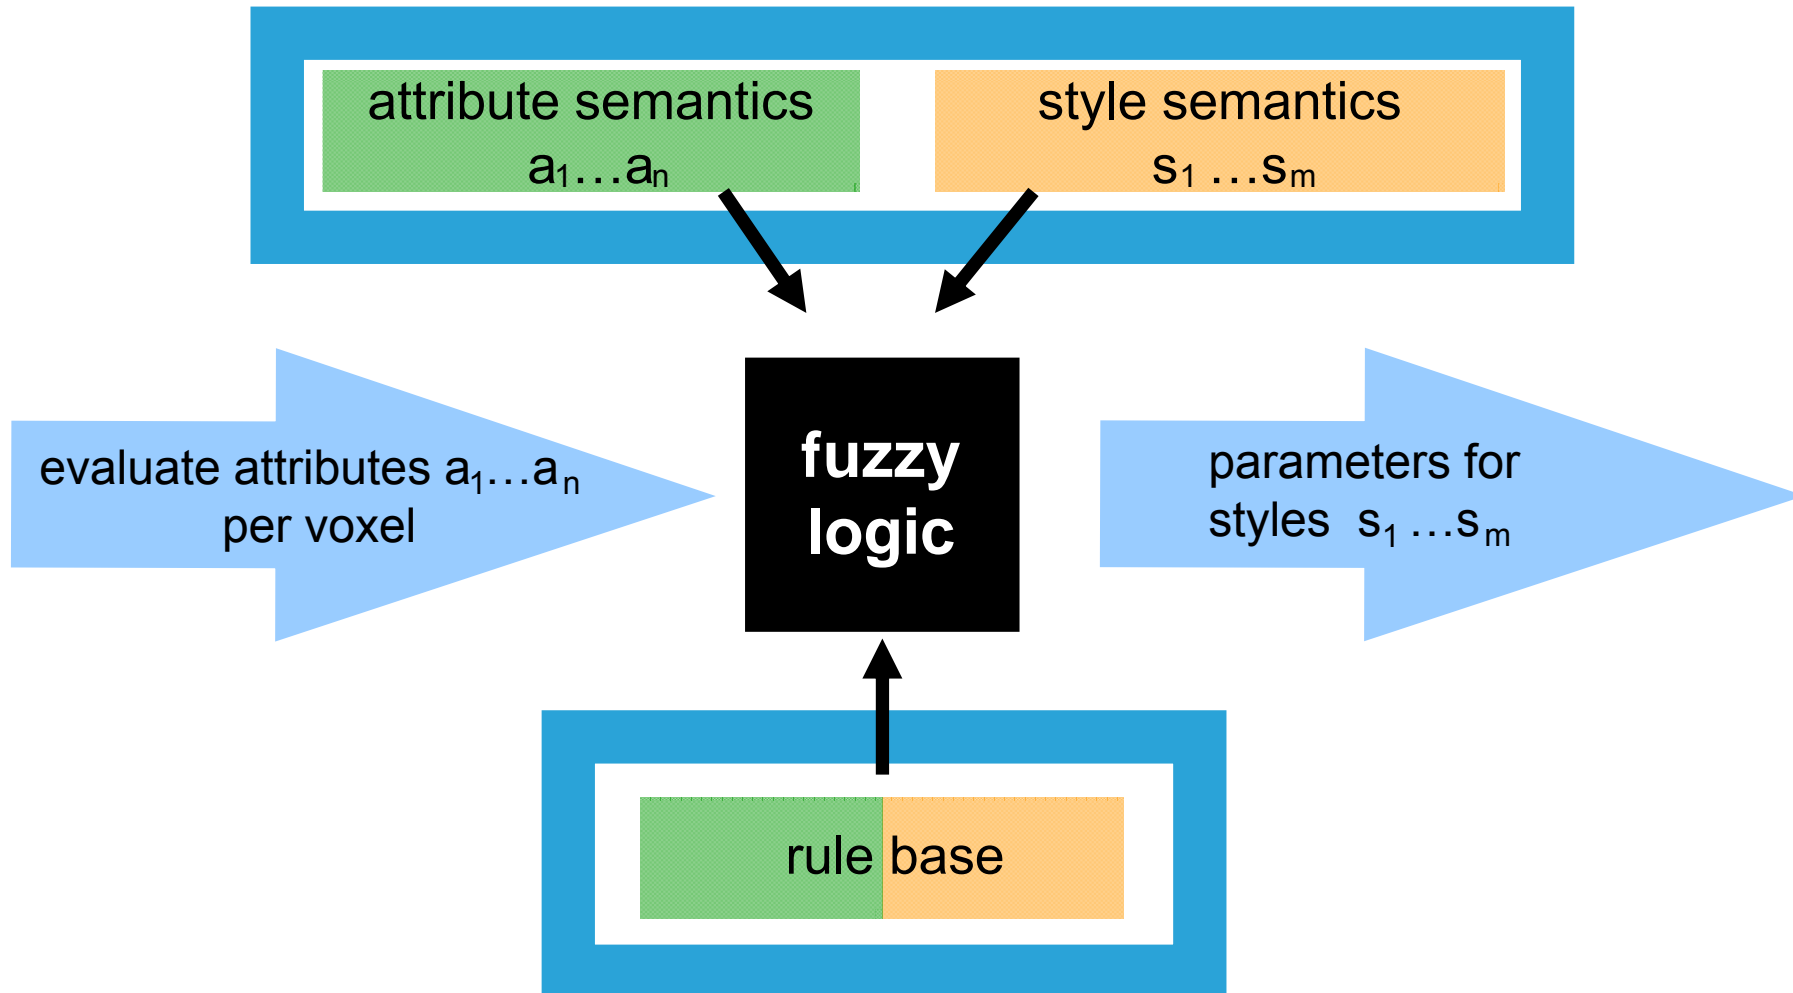 attribute semantics
a₁…aₙ
style semantics
s₁ …sₘ
evaluate attributes a₁…aₙ
per voxel
fuzzy
logic
parameters for
styles s₁ …sₘ
rule base